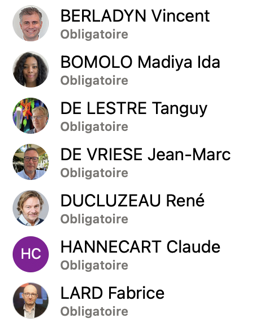 BERLADYN Vincent
Obligatoire
BOMOLO Madiya Ida
Obligatoire
DE LESTRE Tanguy
Obligatoire
DE VRIESE Jean-Marc
Obligatoire
DUCLUZEAU René
Obligatoire
HC
HANNECART Claude
Obligatoire
LARD Fabrice
Obligatoire